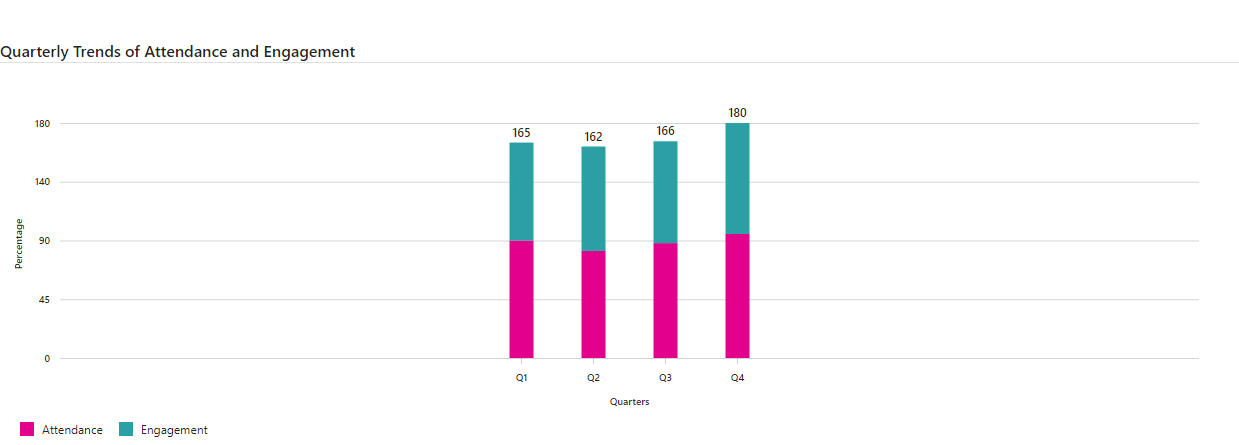 Quarterly Trends of Attendance and Engagement
180
165
162
166
180
140
90
45
0
Percentage
Q1 Q2 Q3 Q4
Quarters
Attendance Engagement